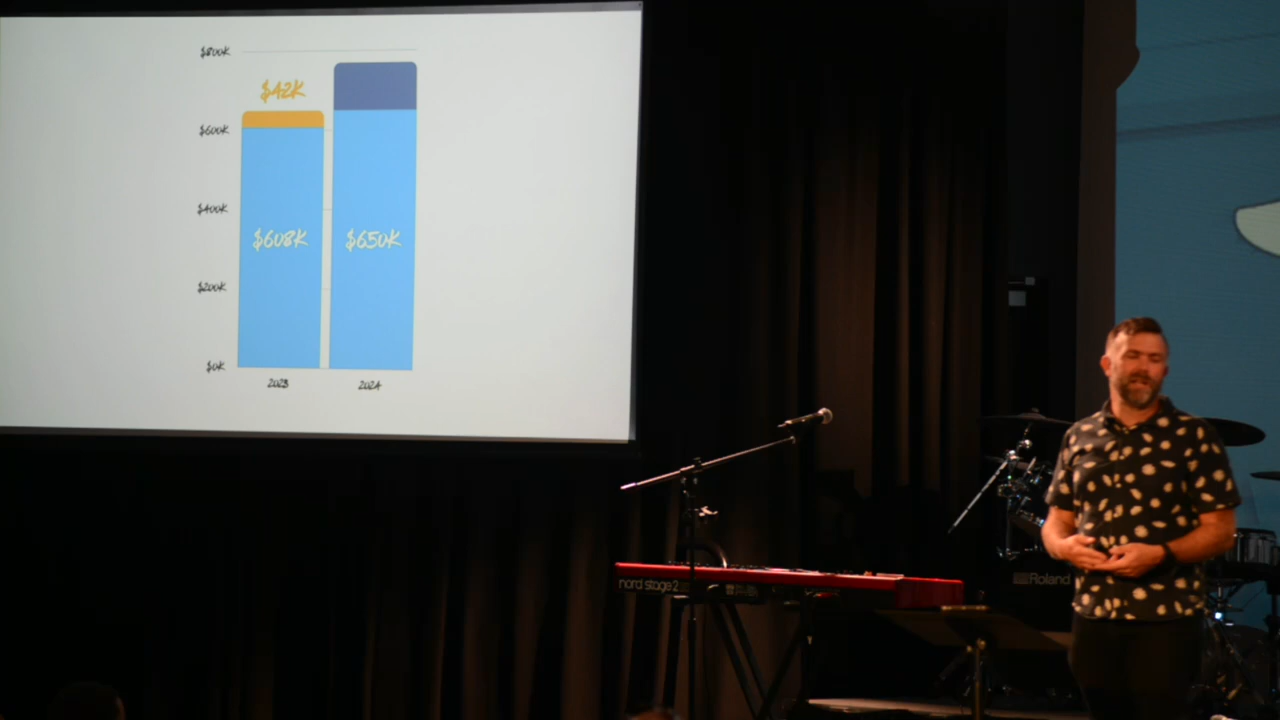 $800K
$42K
$600K
$400K
$608K
$650K
$200K
$0K
2023
2024
nord stage 2
Roland